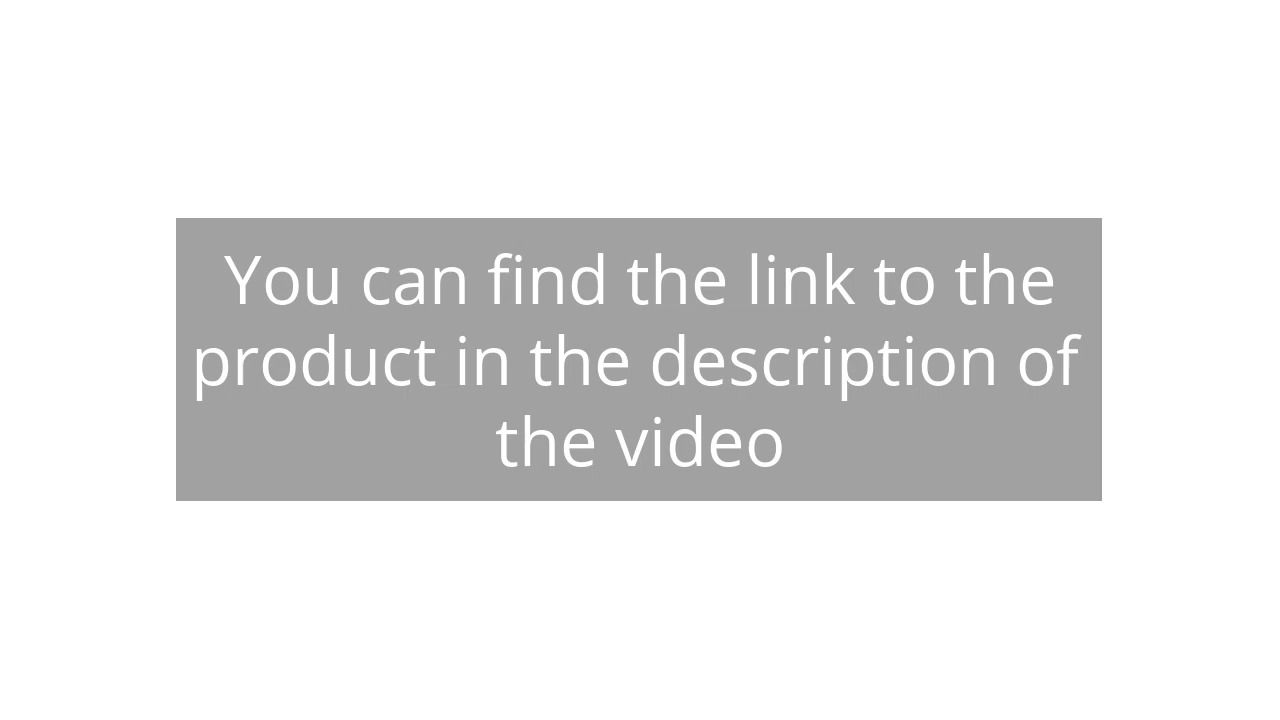 You can find the link to the
product in the description of
the video